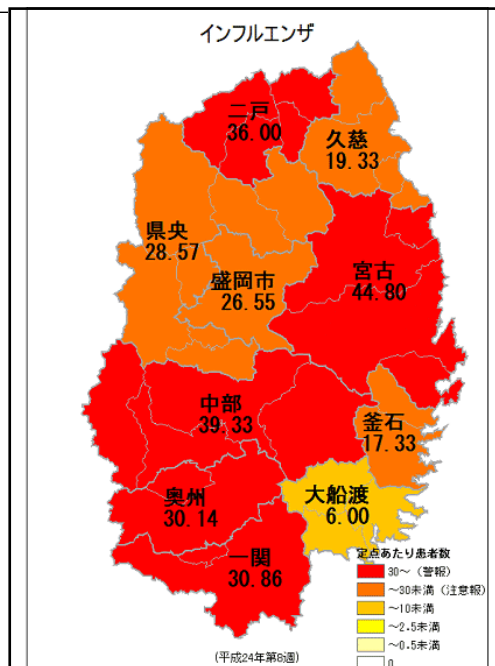 インフルエンザ
二戸
36.00
久慈
19.33
県央
28.57
盛岡市
26.55
宮古
44.80
中部
39.33
釜石
17.33
奥州
30.14
大船渡
6.00
一関
30.86
定点あたり患者数
30～（警報）
～30未満（注意報）
～10未満
～2.5未満
～0.5未満
0
(平成24年第8週)